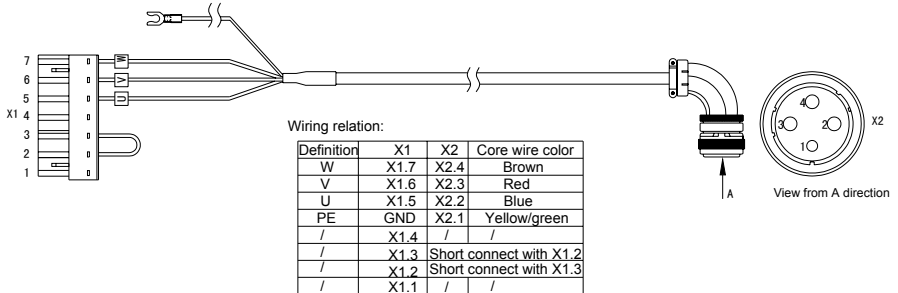 7
6
5
X1 4
3
2
1
W
V
U
Wiring relation:
Definition X1 X2 Core wire color
W X1.7 X2.4 Brown
V X1.6 X2.3 Red
U X1.5 X2.2 Blue
PE GND X2.1 Yellow/green
/ X1.4 / /
/ X1.3 Short connect with X1.2
/ X1.2 Short connect with X1.3
/ X1.1 / /
A
4
3 2
1
X2
View from A direction